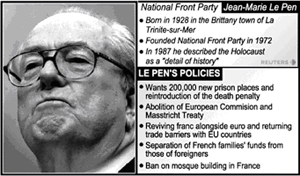 National Front Party Jean-Marie Le Pen
• Born in 1928 in the Brittany town of La
Trinite-sur-Mer
• Founded National Front Party in 1972
• In 1987 he described the Holocaust
as a "detail of history"
REUTERS
LE PEN'S POLICIES
• Wants 200,000 new prison places and
reintroduction of the death penalty
• Abolition of European Commision and
Masstricht Treaty
• Reviving franc alongside euro and returning
trade barriers with EU countries
• Separation of French families' funds from
those of foreigners
• Ban on mosque building in France